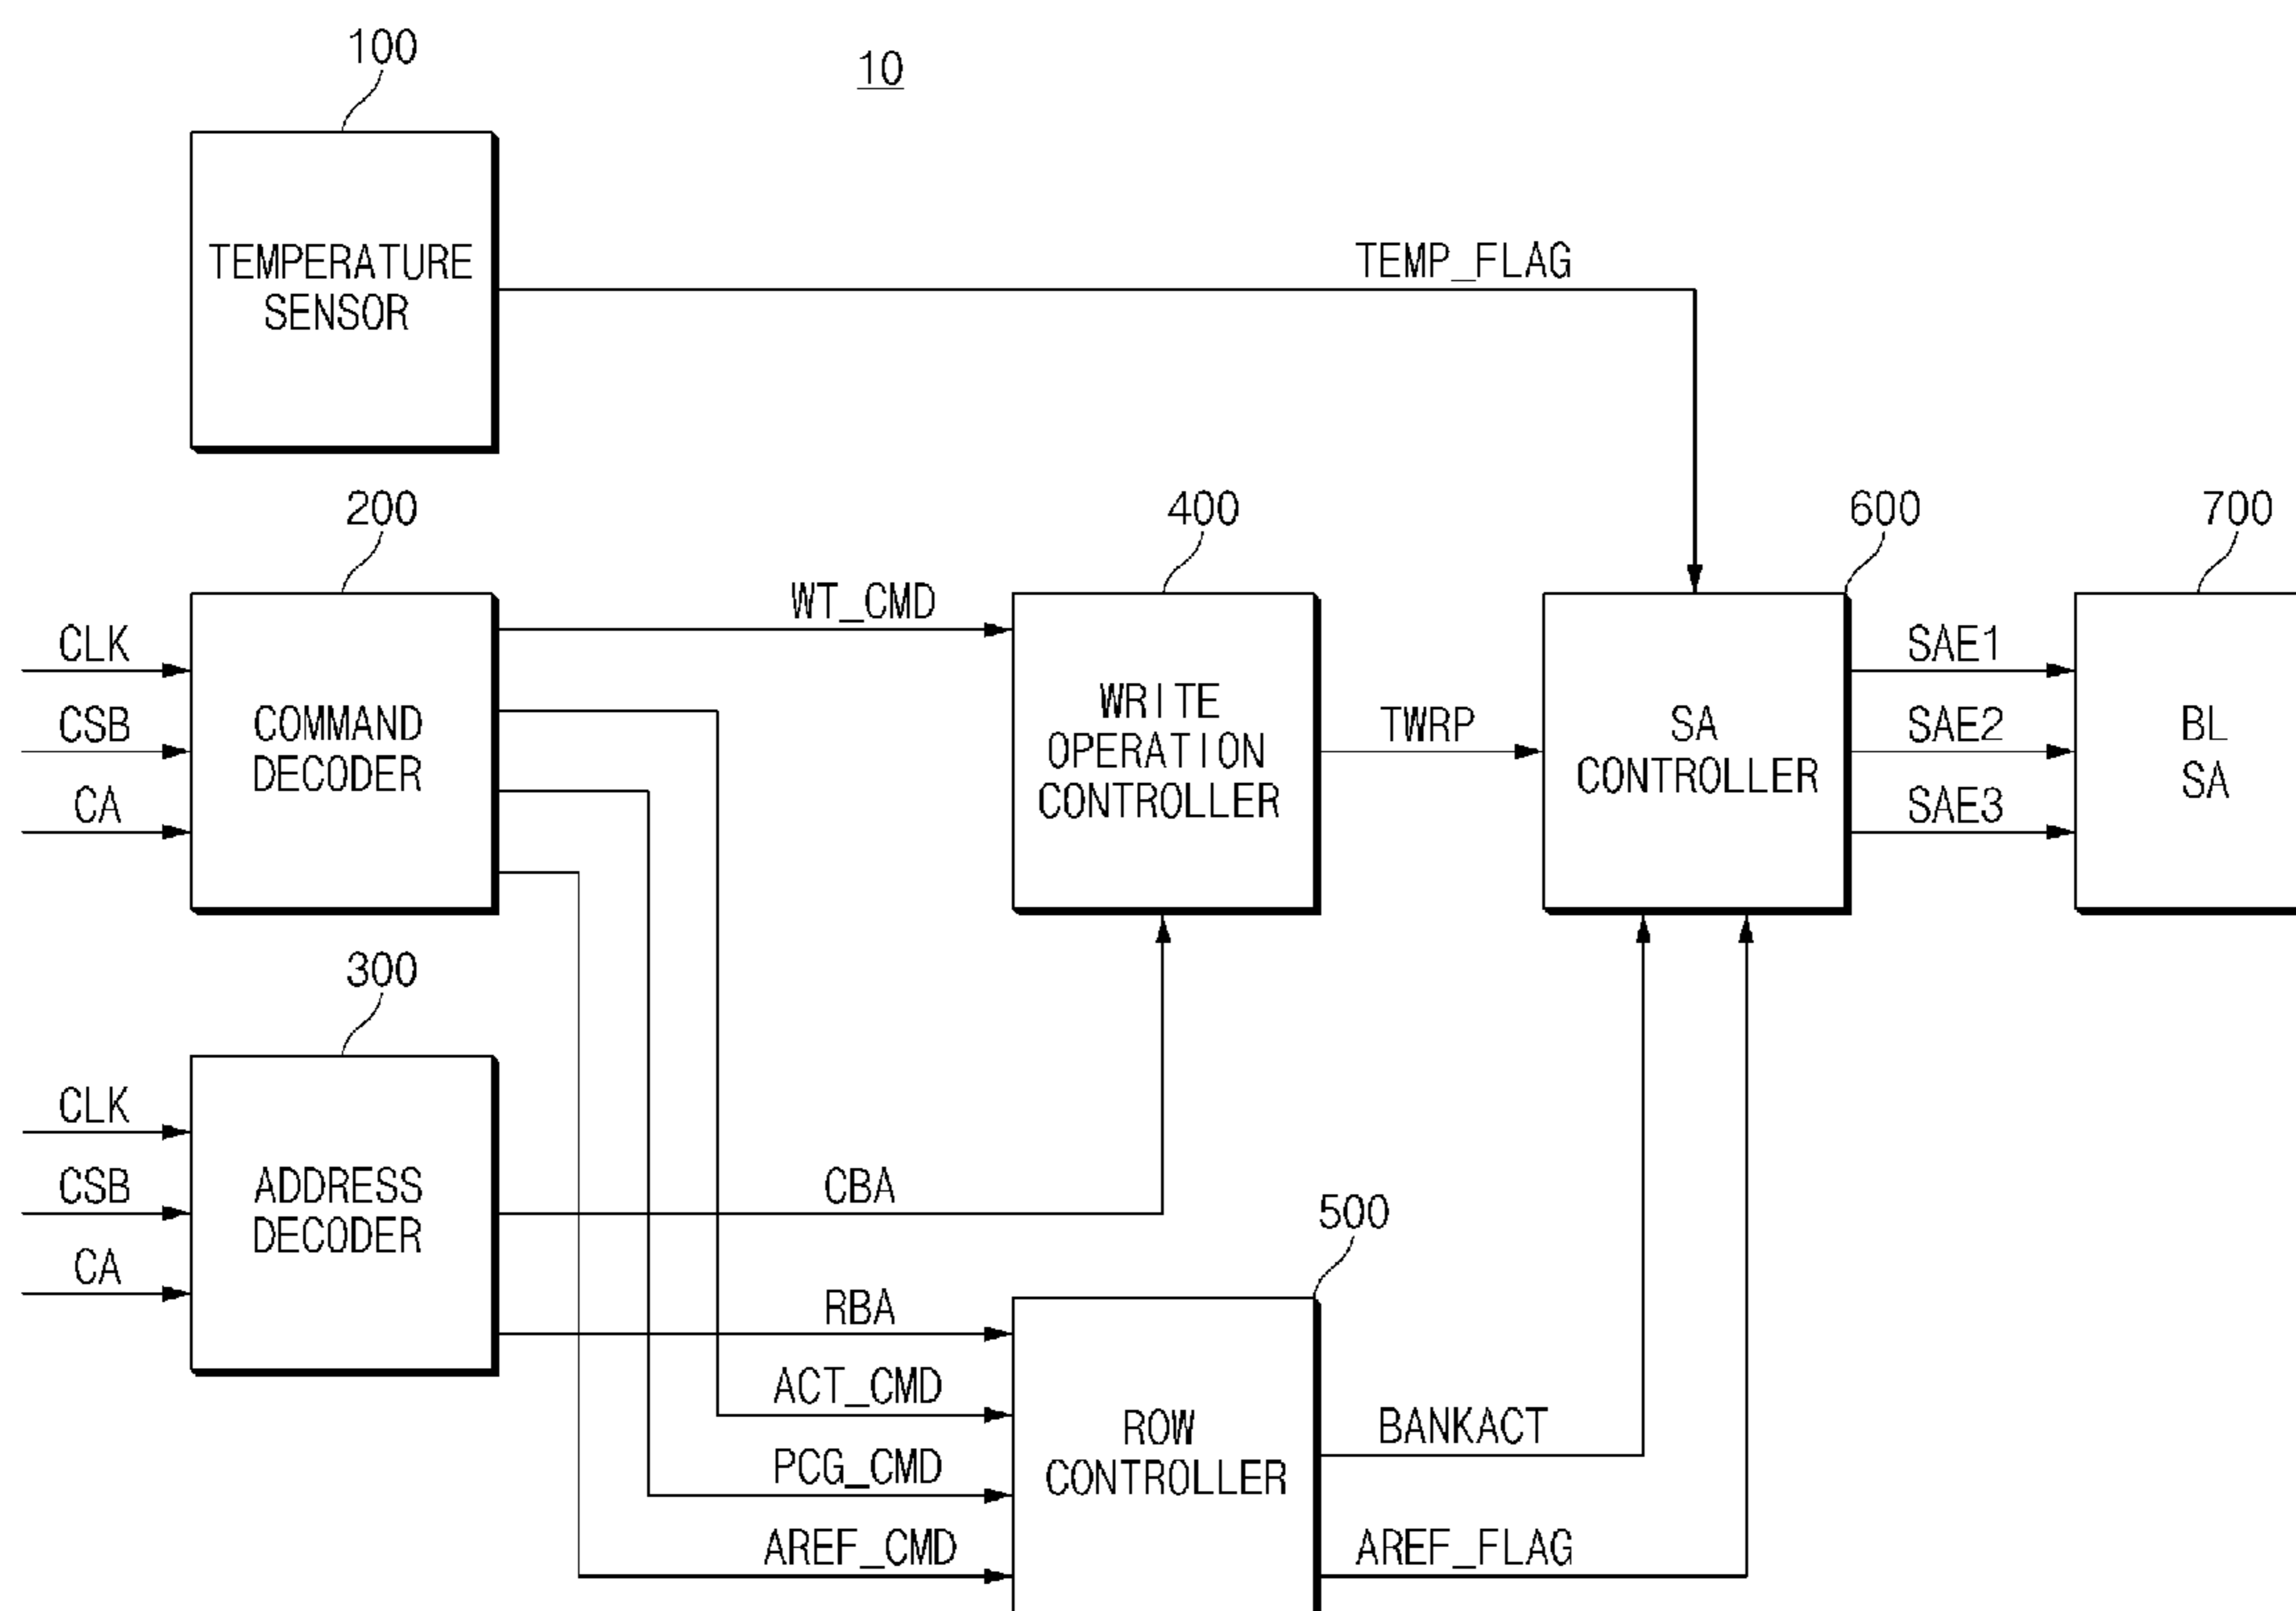 100
10
TEMPERATURE
SENSOR
TEMP_FLAG
200
400
600
700
CLK
CSB
CA
COMMAND
DECODER
WT_CMD
WRITE
OPERATION
CONTROLLER
TWRP
SA
CONTROLLER
SAE1
SAE2
SAE3
BL
SA
300
CLK
CSB
CA
ADDRESS
DECODER
CBA
RBA
ACT_CMD
PCG_CMD
AREF_CMD
500
ROW
CONTROLLER
BANKACT
AREF_FLAG